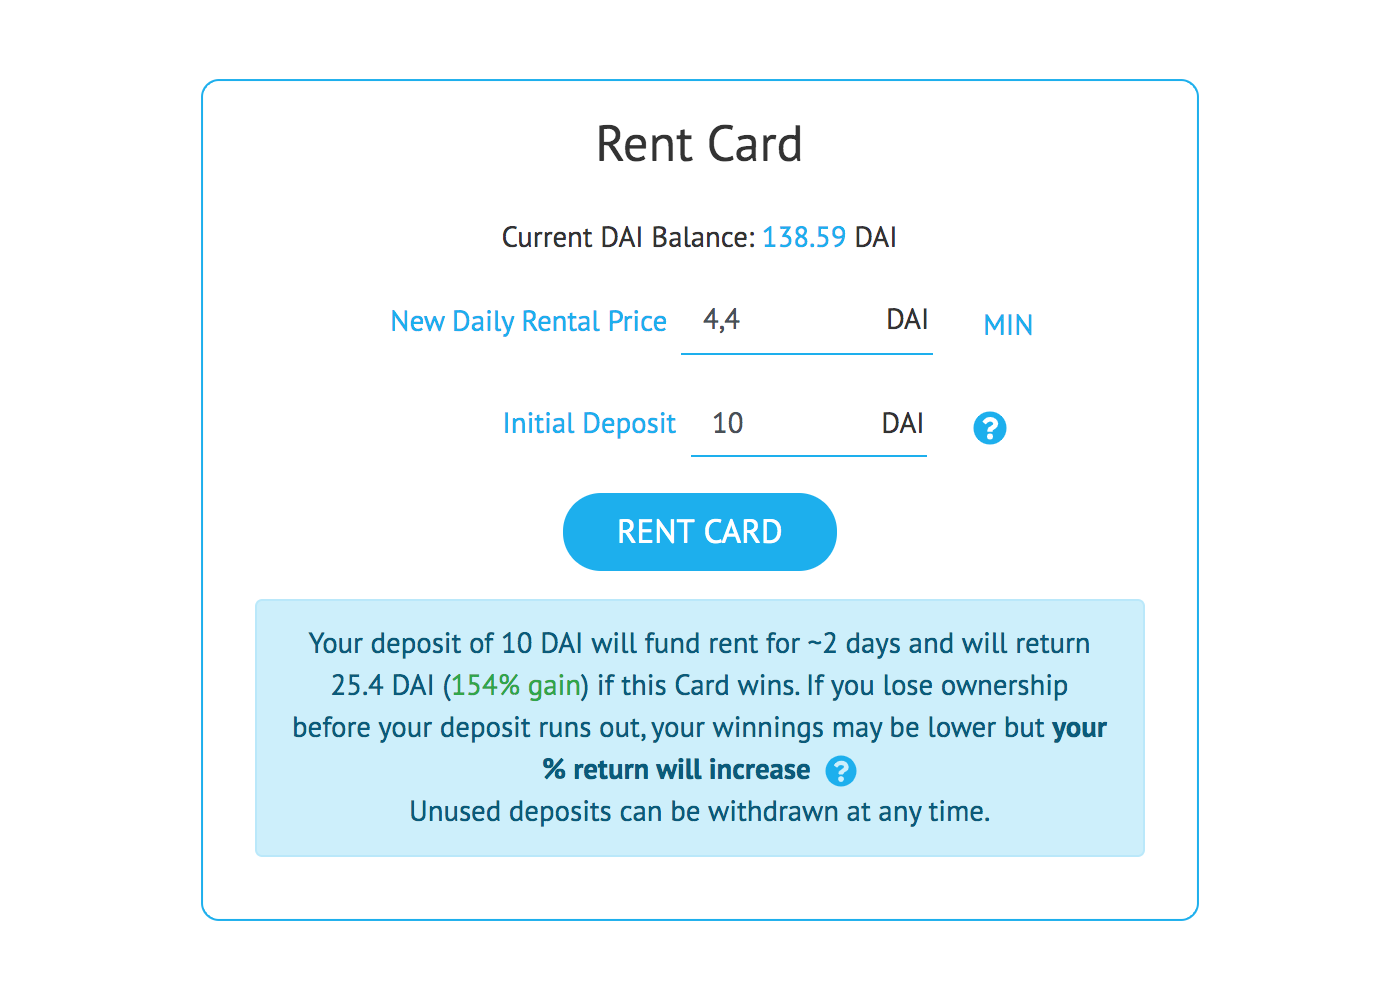 Rent Card
Current DAI Balance: 138.59 DAI
New Daily Rental Price 4,4 DAI MIN
Initial Deposit 10 DAI ?
RENT CARD
Your deposit of 10 DAI will fund rent for ~2 days and will return
25.4 DAI (154% gain) if this Card wins. If you lose ownership
before your deposit runs out, your winnings may be lower but your
% return will increase ?
Unused deposits can be withdrawn at any time.